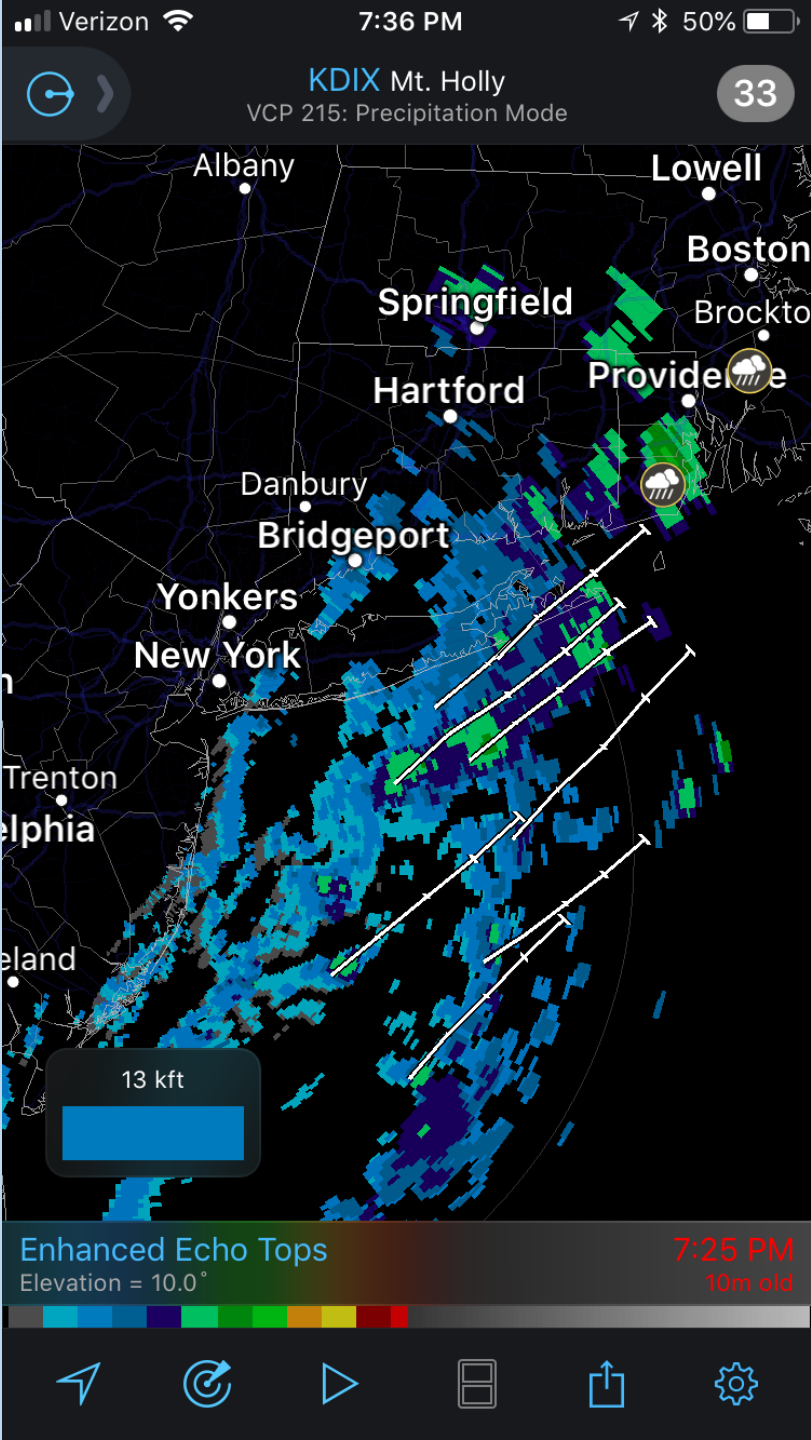 Verizon 7:36 PM 50%
KDIX Mt. Holly
33
VCP 215: Precipitation Mode
Albany
Lowell
Boston
Springfield
Brockto
Hartford
Danbury
Bridgeport
Yonkers
New York
n
Trenton
elphia
eland
13 kft
Enhanced Echo Tops
7:25 PM
Elevation = 10.0°
10m old